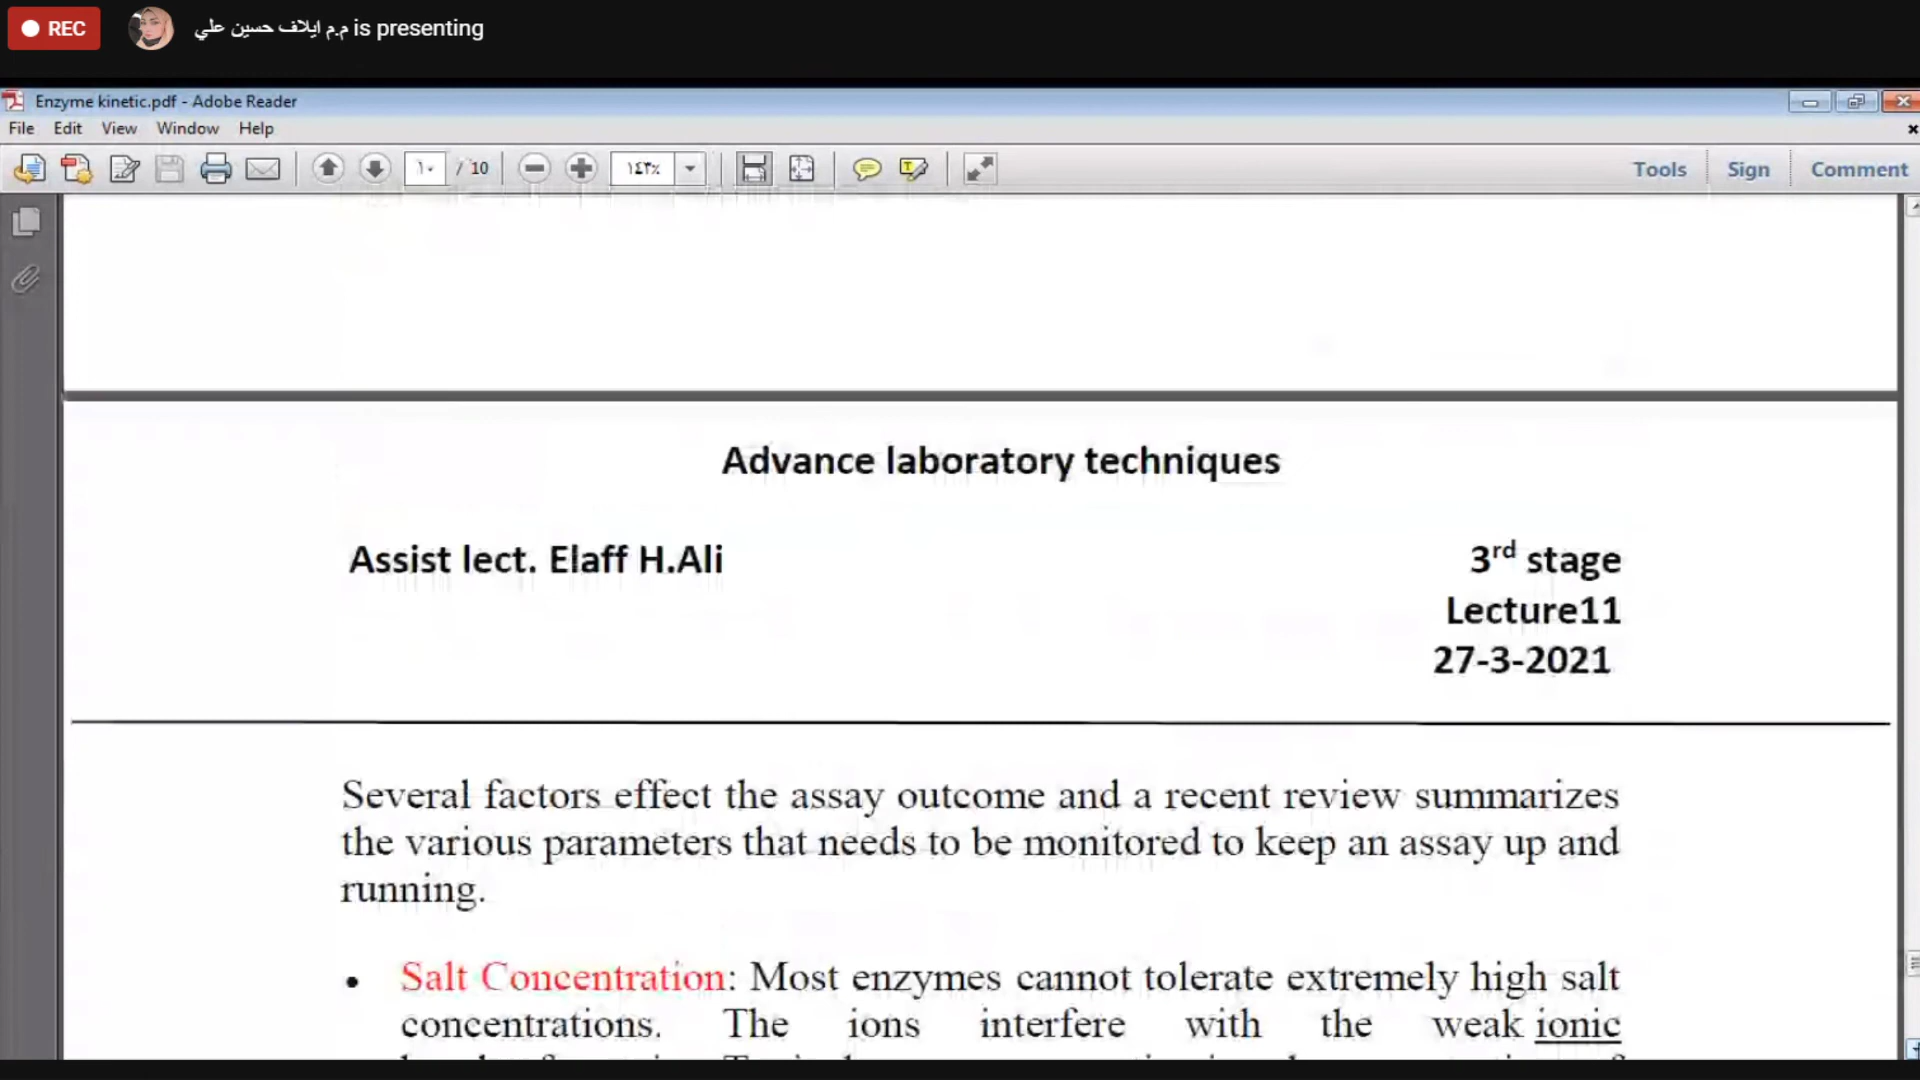 REC
م.م ايلاف حسين علي is presenting
Enzyme kinetic.pdf - Adobe Reader
File Edit View Window Help
١٠ / 10
١٤٣٪
Tools Sign Comment
Advance laboratory techniques
Assist lect. Elaff H.Ali
3rd stage
Lecture11
27-3-2021
Several factors effect the assay outcome and a recent review summarizes
the various parameters that needs to be monitored to keep an assay up and
running.
• Salt Concentration: Most enzymes cannot tolerate extremely high salt
concentrations. The ions interfere with the weak ionic